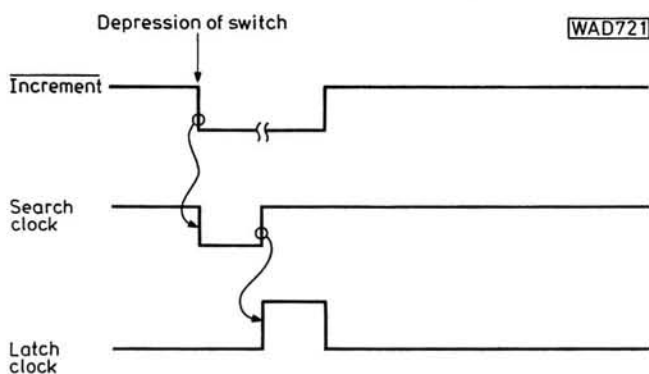 Depression of switch
WAD721
Increment
Search
clock
Latch
clock